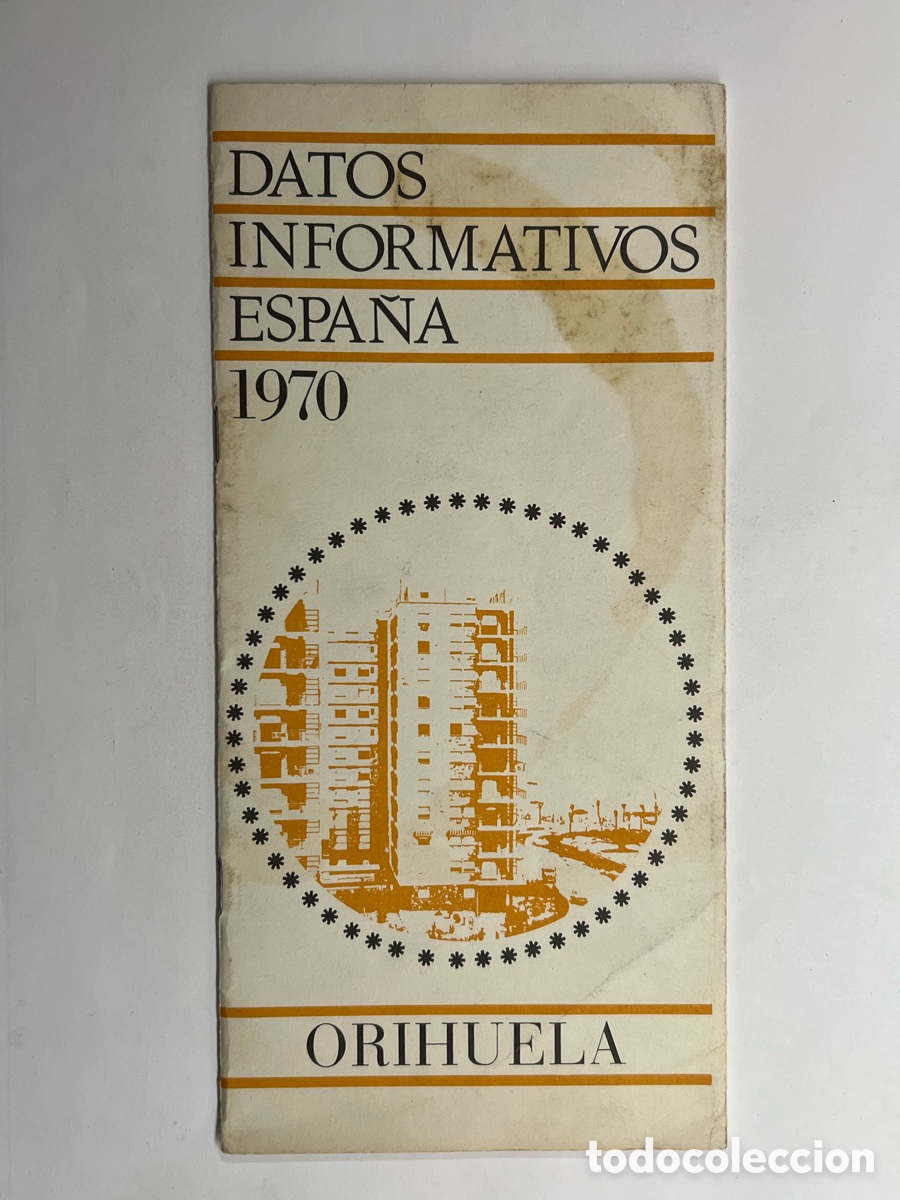 DATOS
INFORMATIVOS
ESPAÑA
1970
ORIHUELA
todocoleccion